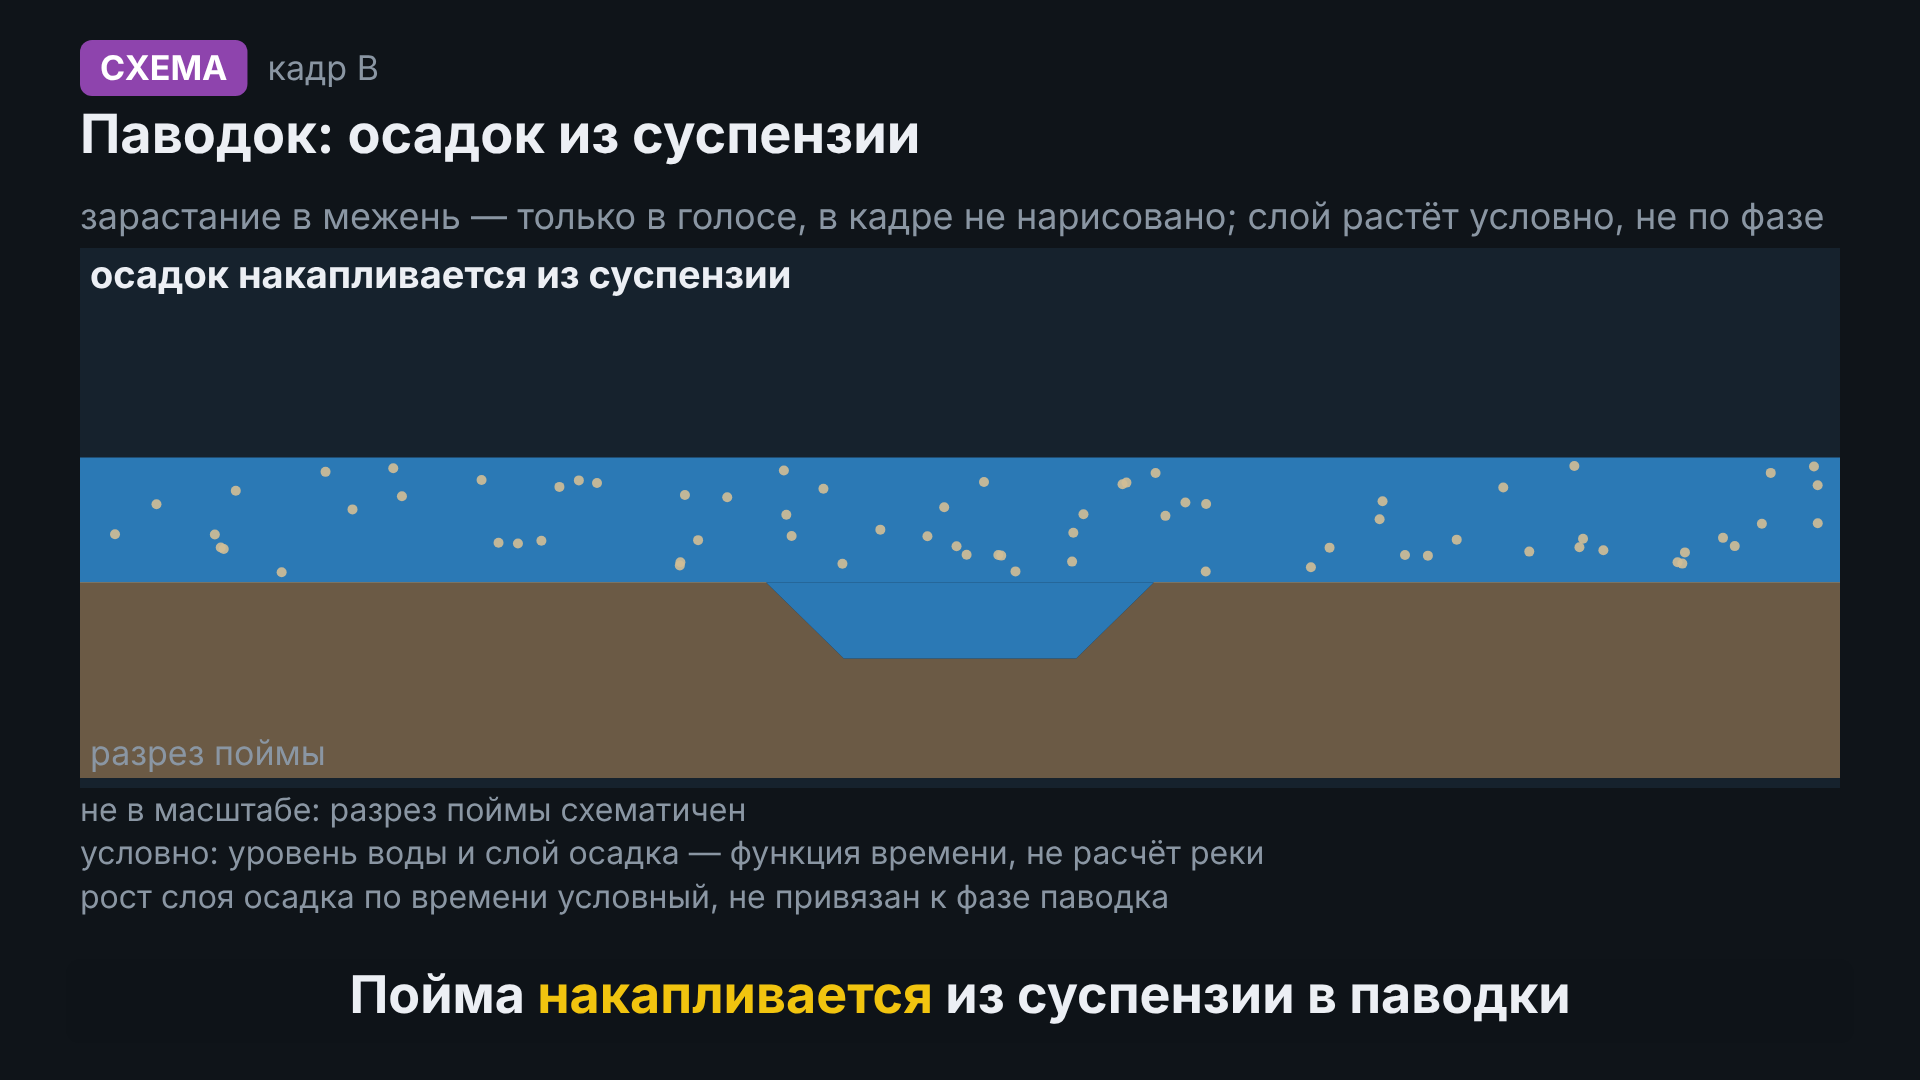 СХЕМА кадр B
Паводок: осадок из суспензии
зарастание в межень — только в голосе, в кадре не нарисовано; слой растёт условно, не по фазе
осадок накапливается из суспензии
разрез поймы
не в масштабе: разрез поймы схематичен
условно: уровень воды и слой осадка — функция времени, не расчёт реки
рост слоя осадка по времени условный, не привязан к фазе паводка
Пойма накапливается из суспензии в паводки